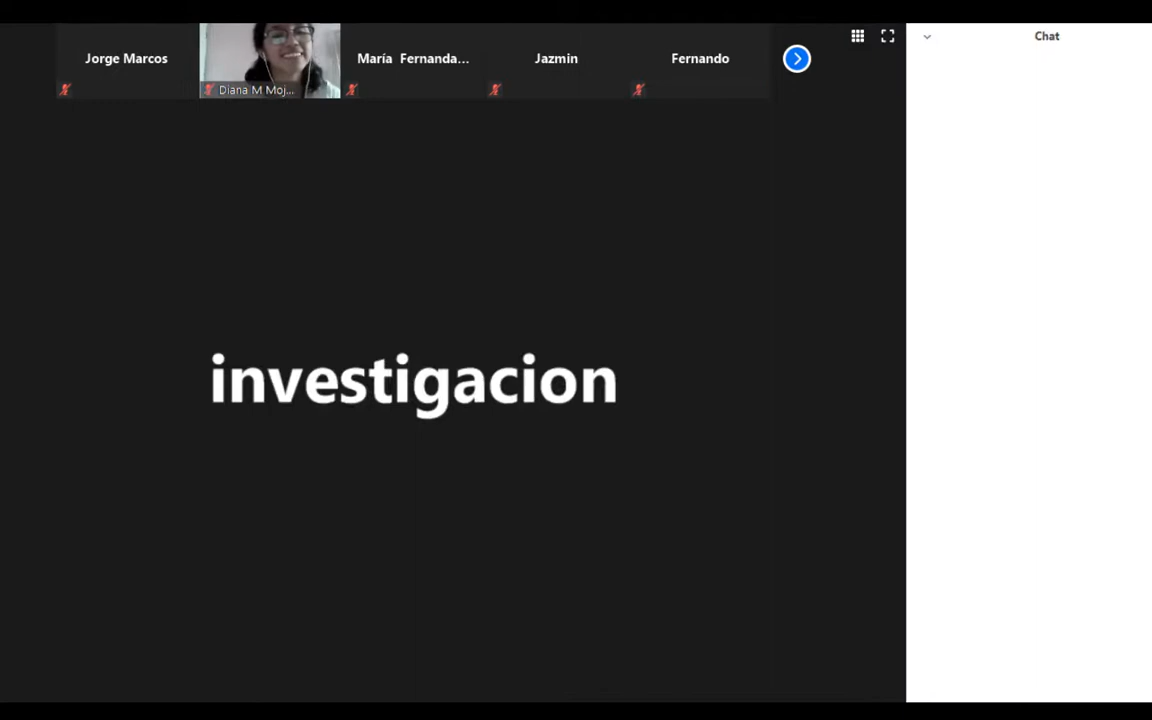 Jorge Marcos
María Fernanda...
Jazmin
Fernando
Chat
Diana M Moj...
investigacion